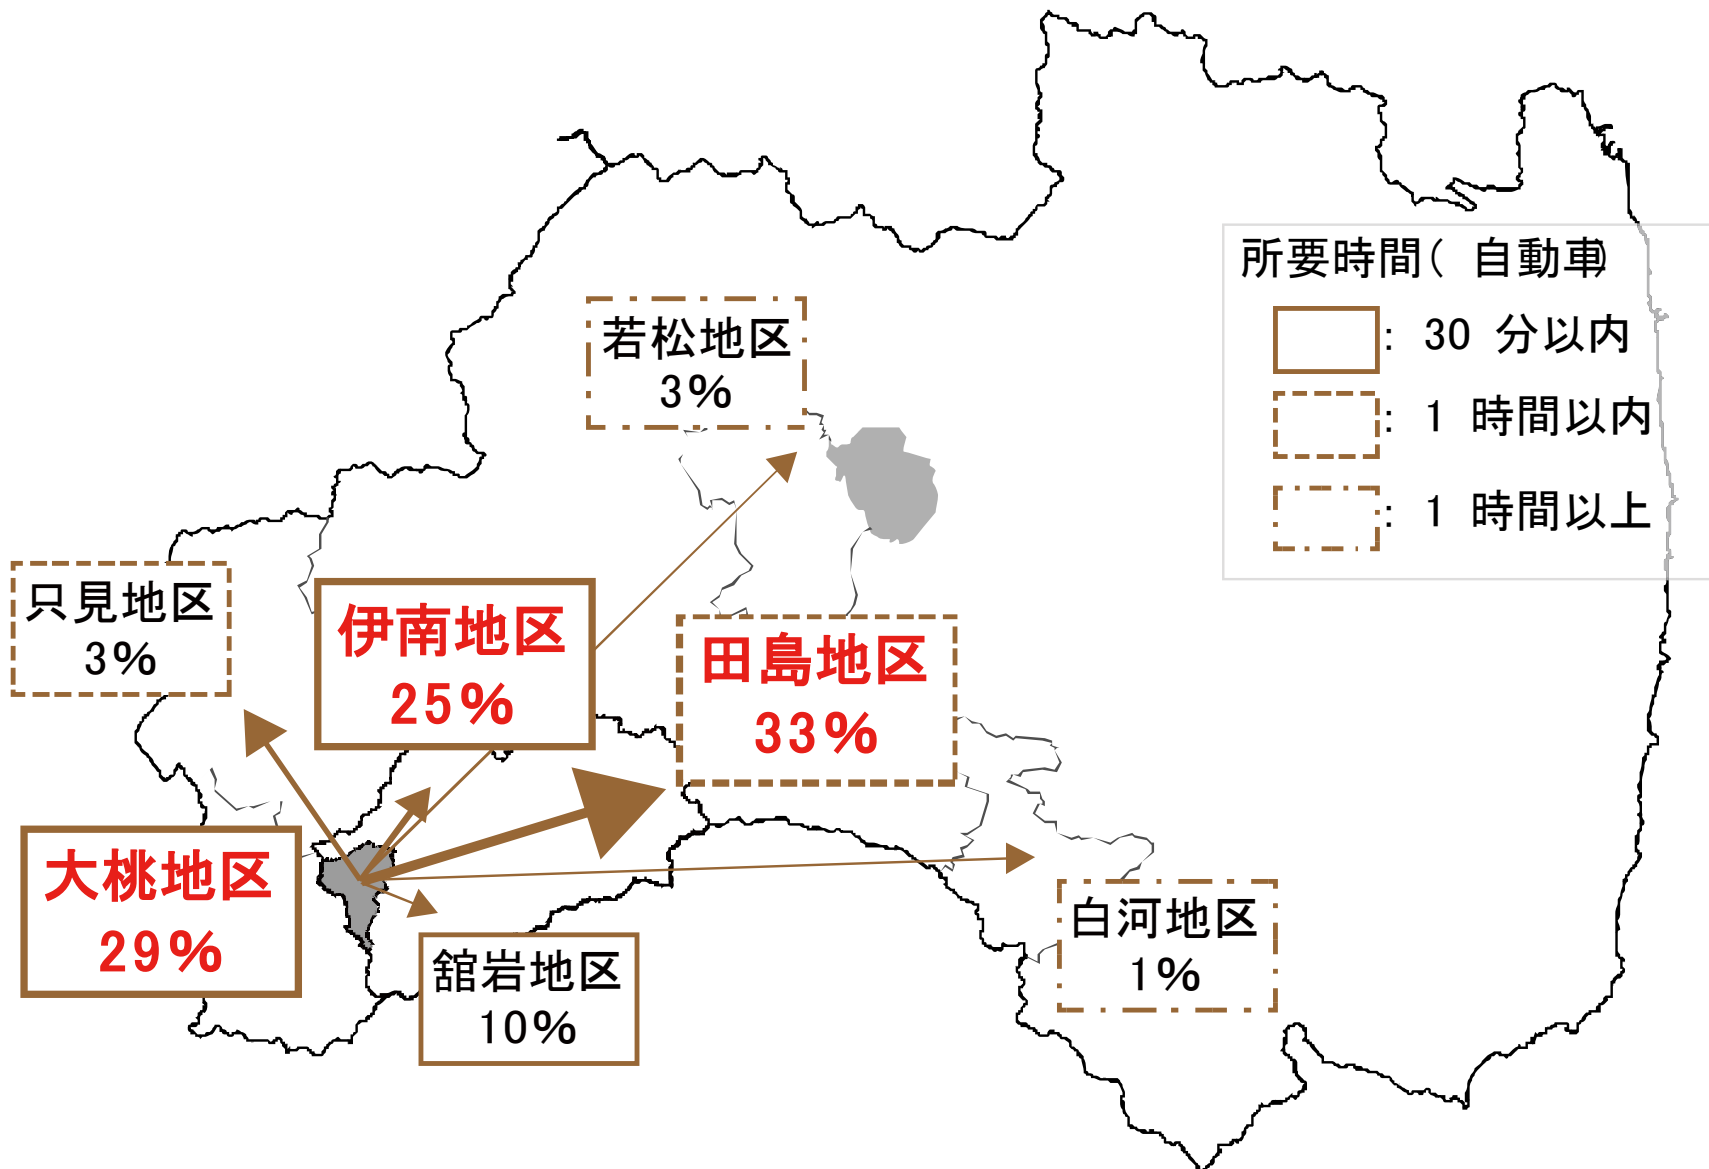 所要時間( 自動車)
: 30 分以内
: 1 時間以内
: 1 時間以上
若松地区
3%
只見地区
3%
伊南地区
25%
田島地区
33%
大桃地区
29%
舘岩地区
10%
白河地区
1%